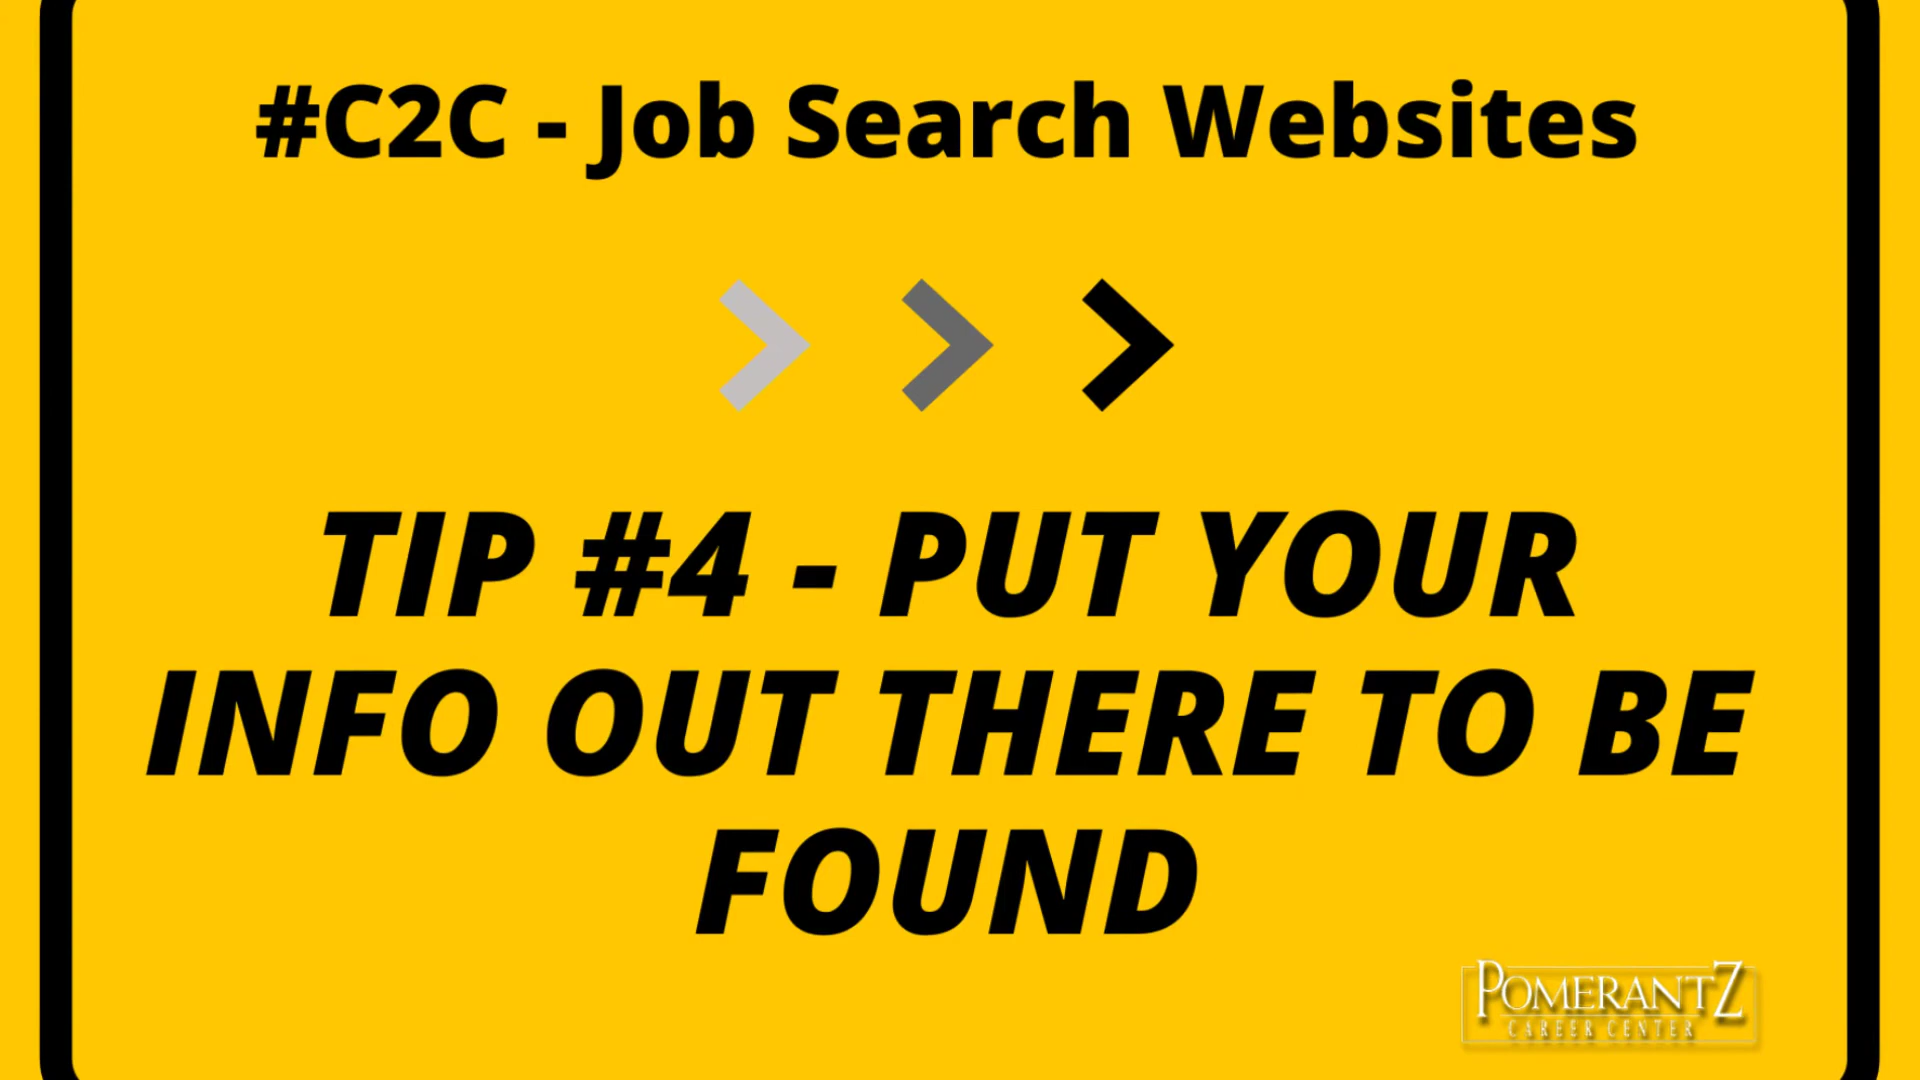 #C2C - Job Search Websites
TIP #4 - PUT YOUR
INFO OUT THERE TO BE
FOUND
POMERANTZ
CAREER CENTER